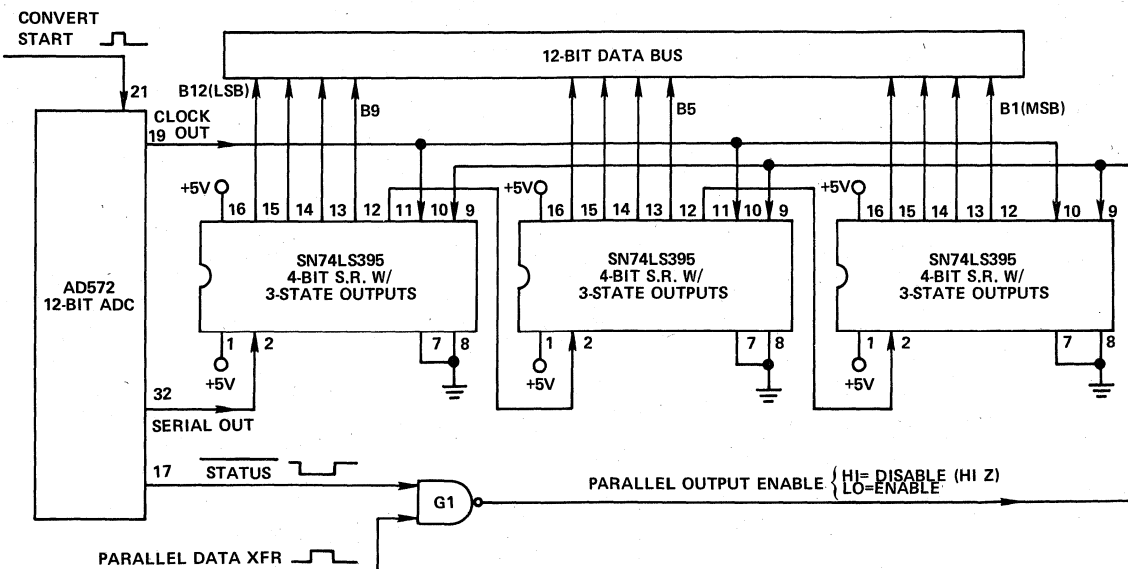 CONVERT
START
12-BIT DATA BUS
21
B12(LSB)
B9
B5
B1(MSB)
CLOCK
OUT
19
+5V
+5V
+5V
16 15 14 13 12 11 10 9
16 15 14 13 12 11 10 9
16 15 14 13 12 10 9
AD572
12-BIT ADC
SN74LS395
4-BIT S.R. W/
3-STATE OUTPUTS
SN74LS395
4-BIT S.R. W/
3-STATE OUTPUTS
SN74LS395
4-BIT S.R. W/
3-STATE OUTPUTS
1 2 7 8
1 2 7 8
1 2 7 8
+5V
+5V
+5V
32
SERIAL OUT
17
STATUS
G1
PARALLEL OUTPUT ENABLE
HI= DISABLE (HI Z)
LO=ENABLE
PARALLEL DATA XFR